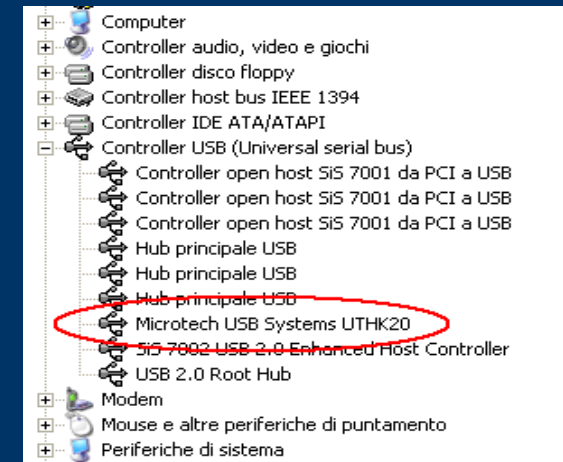 Computer
Controller audio, video e giochi
Controller disco floppy
Controller host bus IEEE 1394
Controller IDE ATA/ATAPI
Controller USB (Universal serial bus)
Controller open host SiS 7001 da PCI a USB
Controller open host SiS 7001 da PCI a USB
Controller open host SiS 7001 da PCI a USB
Hub principale USB
Hub principale USB
Hub principale USB
Microtech USB Systems UTHK20
SiS 7002 USB 2.0 Enhanced Host Controller
USB 2.0 Root Hub
Modem
Mouse e altre periferiche di puntamento
Periferiche di sistema